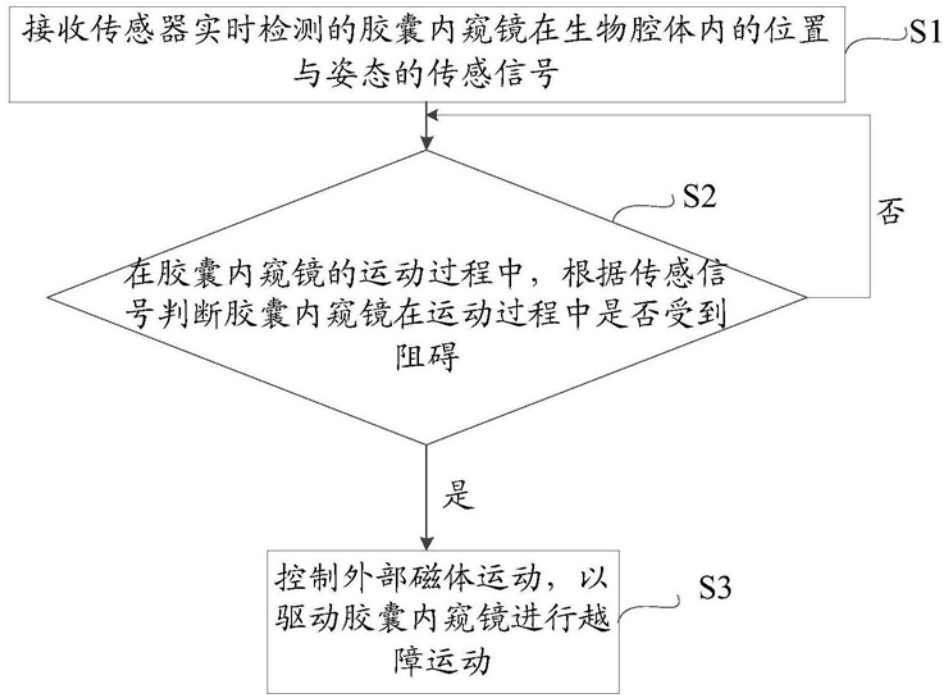 接收传感器实时检测的胶囊内窥镜在生物腔体内的位置
与姿态的传感信号
S1
S2
否
在胶囊内窥镜的运动过程中，根据传感信
号判断胶囊内窥镜在运动过程中是否受到
阻碍
是
控制外部磁体运动，以
驱动胶囊内窥镜进行越
障运动
S3